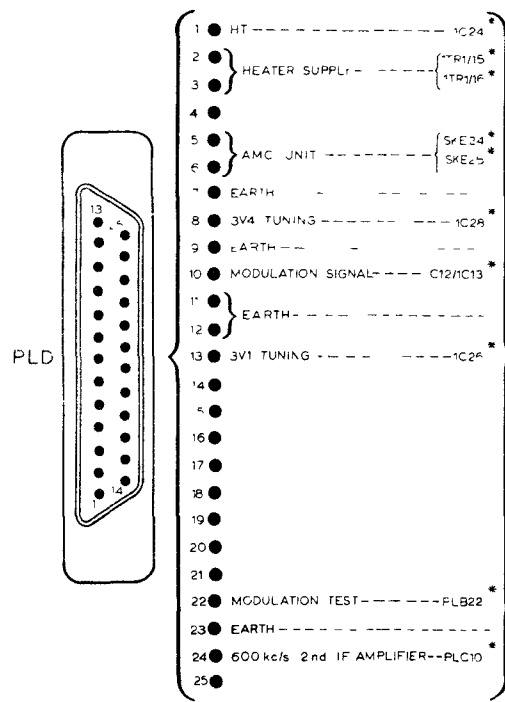 1 HT 1C24*
2 HEATER SUPPLY 1TR1/15*
3 1TR1/16*
4
5 AMC UNIT SKE24*
6 SKE25*
7 EARTH
8 3V4 TUNING 1C28*
9 EARTH
10 MODULATION SIGNAL C12/1C13*
11 EARTH
12
PLD
13 3V1 TUNING 1C26*
14
15
16
17
18
19
20
21
22 MODULATION TEST PLB22*
23 EARTH
24 600 kc/s 2nd IF AMPLIFIER PLC10*
25
13
25
1
14